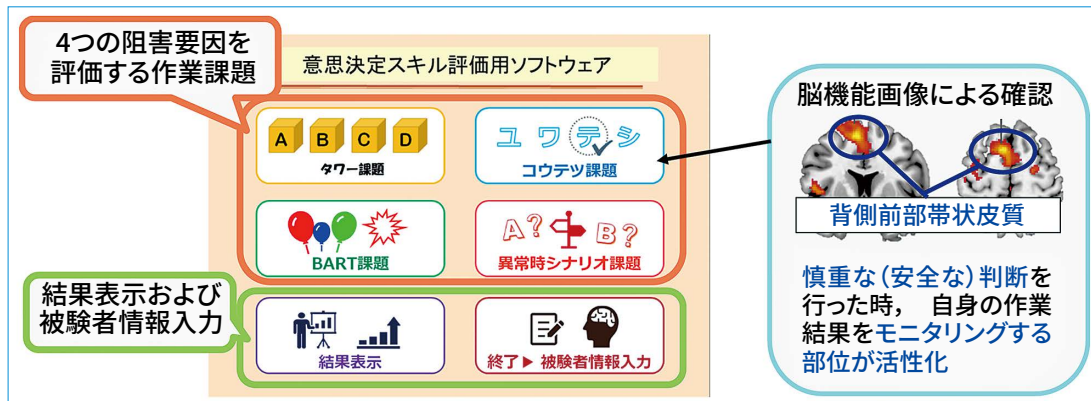 4つの阻害要因を
評価する作業課題
意思決定スキル評価用ソフトウェア
A B C D
タワー課題
ユ ワ テ シ
コウテツ課題
BART課題
A? B?
異常時シナリオ課題
結果表示および
被験者情報入力
結果表示
終了▶ 被験者情報入力
脳機能画像による確認
背側前部帯状皮質
慎重な（安全な）判断を
行った時， 自身の作業
結果をモニタリングする
部位が活性化